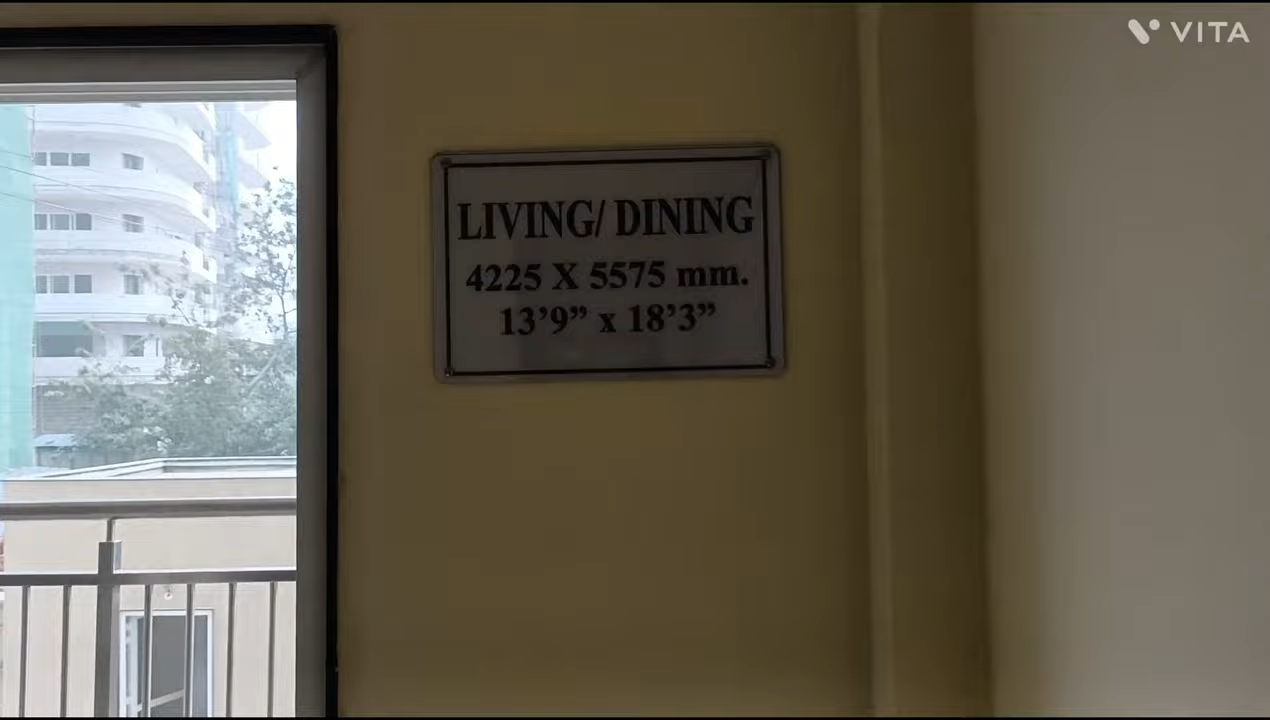 VITA
LIVING/ DINING
4225 X 5575 mm.
13’9” x 18’3”